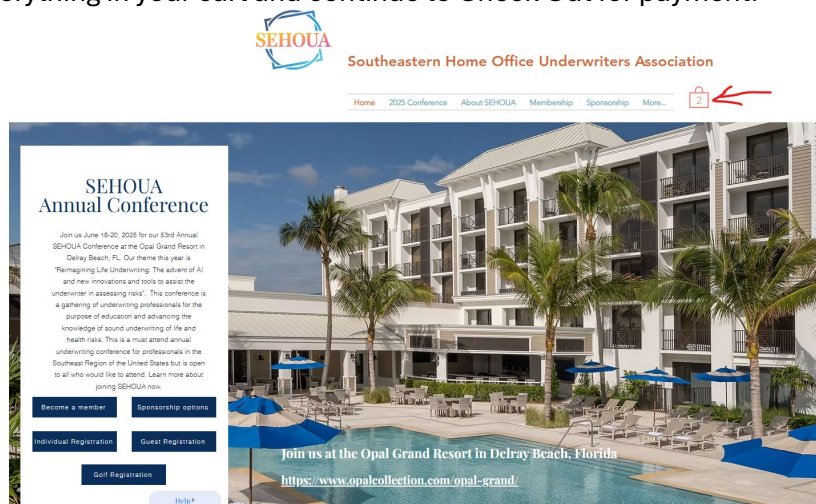 everything in your cart and continue to Check Out for payment.
SEHOUA
Southeastern Home Office Underwriters Association
Home 2025 Conference About SEHOUA Membership Sponsorship More...
2
SEHOUA
Annual Conference
Join us June 18-20, 2025 for our 53rd Annual
SEHOUA Conference at the Opal Grand Resort in
Delray Beach, FL. Our theme this year is
"Reimagining Life Underwriting: The advent of AI
and new innovations and tools to assist the
underwriter in assessing risks". This conference is
a gathering of underwriting professionals for the
purpose of education and advancing the
knowledge of sound underwriting of life and
health risks. This is a must attend annual
underwriting conference for professionals in the
Southeast Region of the United States but is open
to all who would like to attend. Learn more about
joining SEHOUA now.
Become a member
Sponsorship options
Individual Registration
Guest Registration
Golf Registration
Help>
Join us at the Opal Grand Resort in Delray Beach, Florida
https://www.opalcollection.com/opal-grand/